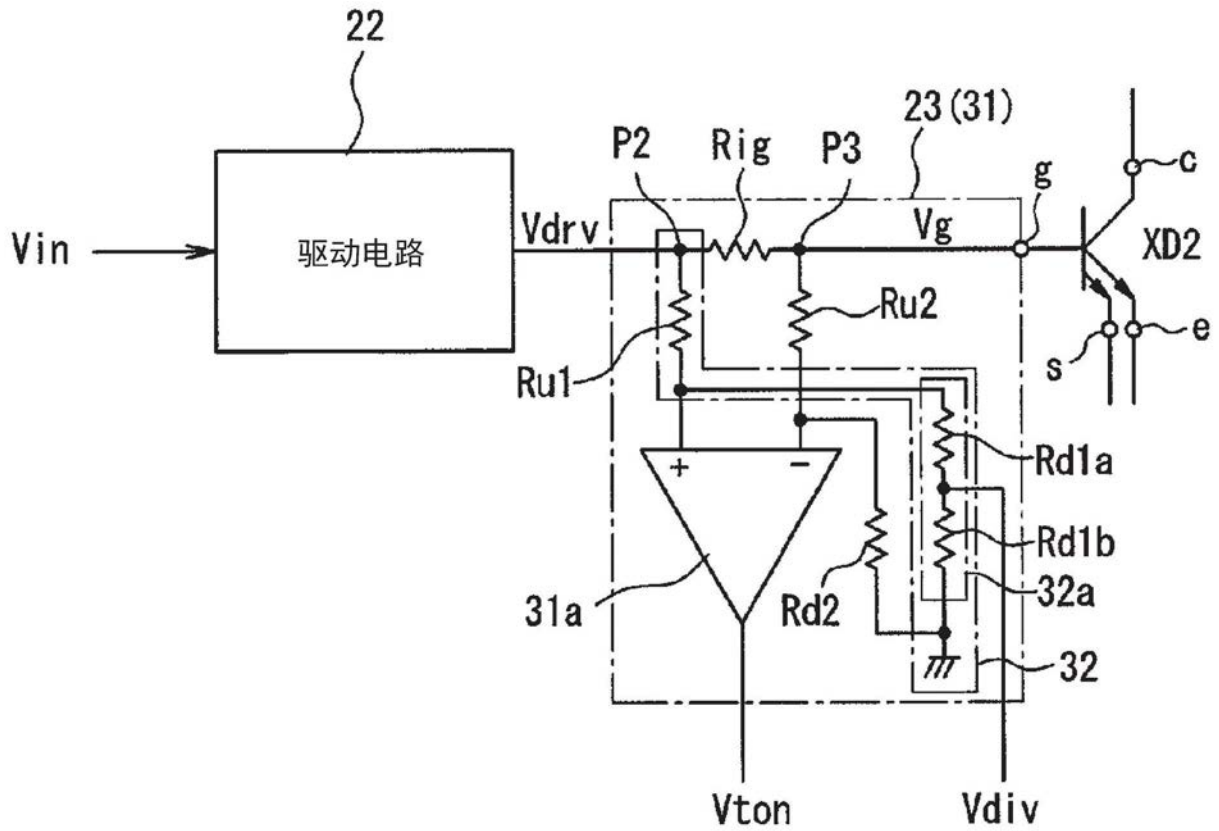 22
23(31)
P2
Rig
P3
g
c
Vin
驱动电路
Vdrv
Vg
XD2
Ru1
Ru2
s
e
+
−
Rd1a
Rd1b
31a
Rd2
32a
32
Vton
Vdiv